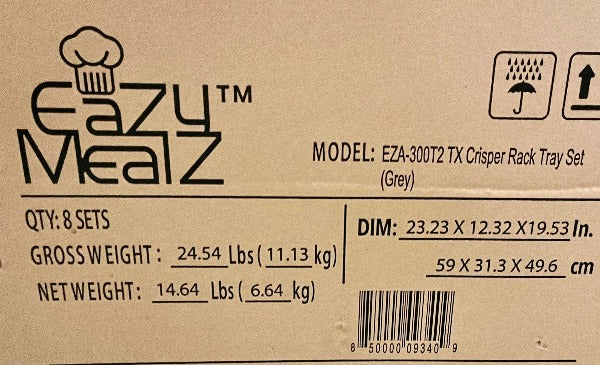 Eazy™
Mealz
MODEL: EZA-300T2 TX Crisper Rack Tray Set
(Grey)
QTY: 8 SETS
GROSS WEIGHT: 24.54 Lbs (11.13 kg)
NET WEIGHT: 14.64 Lbs (6.64 kg)
DIM: 23.23 X 12.32 X19.53 In.
59 X 31.3 X 49.6 cm
8 50000 09340 9